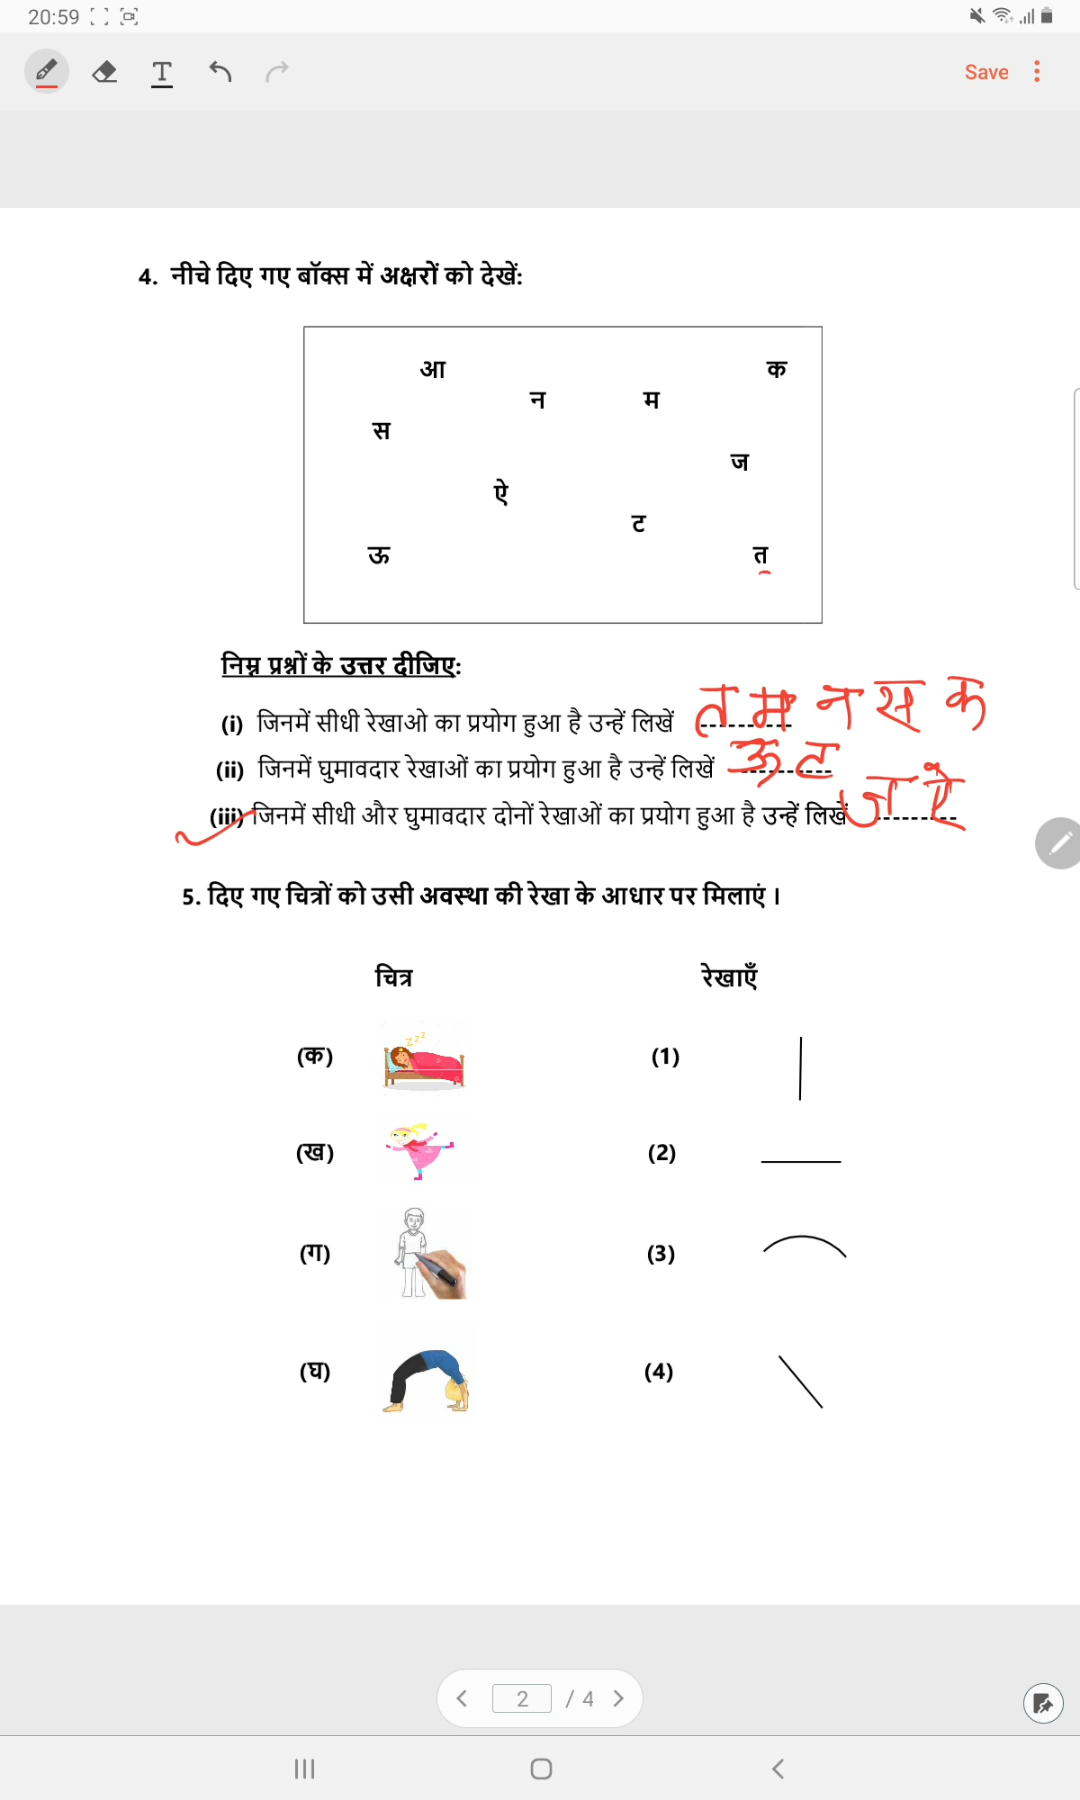 20:59
Save
4. नीचे दिए गए बॉक्स में अक्षरों को देखें:
आ
क
न
म
स
ज
ऐ
ट
ऊ
त
निम्न प्रश्नों के उत्तर दीजिए:
(i) जिनमें सीधी रेखाओ का प्रयोग हुआ है उन्हें लिखें ---------- त म न स क
(ii) जिनमें घुमावदार रेखाओं का प्रयोग हुआ है उन्हें लिखें ---------- ऊ ट
(iii) जिनमें सीधी और घुमावदार दोनों रेखाओं का प्रयोग हुआ है उन्हें लिखें ---------- ज ऐ
5. दिए गए चित्रों को उसी अवस्था की रेखा के आधार पर मिलाएं ।
चित्र रेखाएँ
zzz
(क) (1)
(ख) (2)
(ग) (3)
(घ) (4)
2 / 4